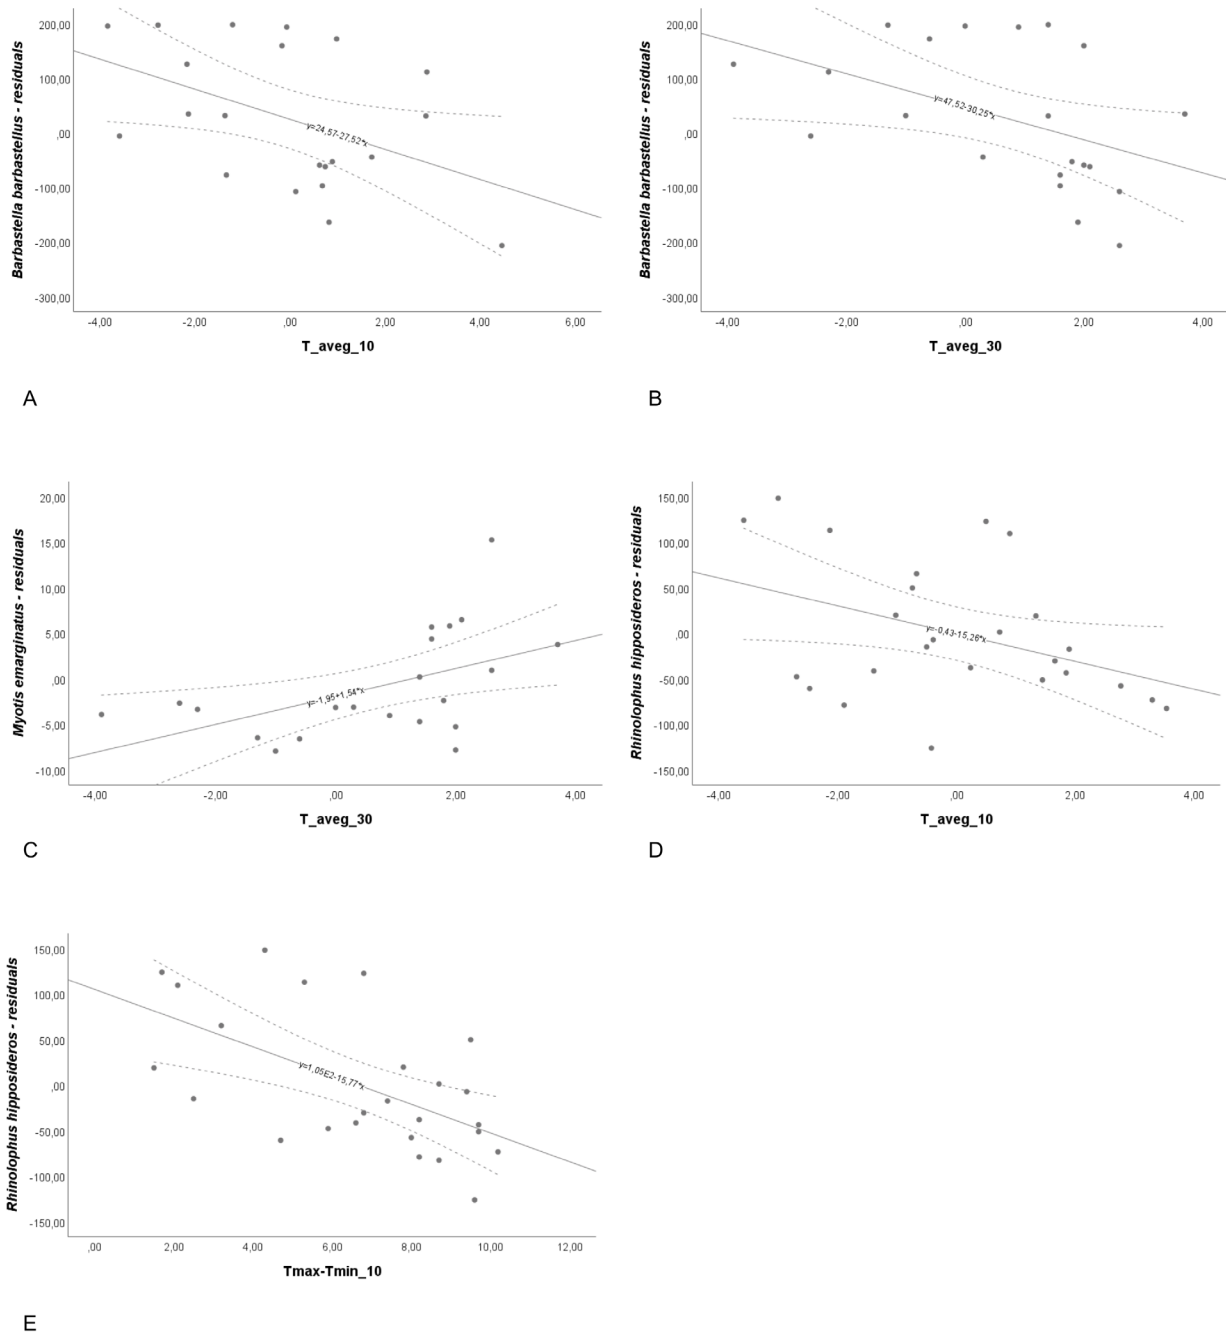 Barbastella barbastellus - residuals
200,00
100,00
,00
-100,00
-200,00
-300,00
y=24,57-27,52*x
-4,00 -2,00 ,00 2,00 4,00 6,00
T_aveg_10
A
Barbastella barbastellus - residuals
200,00
100,00
,00
-100,00
-200,00
-300,00
y=47,52-30,25*x
-4,00 -2,00 ,00 2,00 4,00
T_aveg_30
B
Myotis emarginatus - residuals
20,00
15,00
10,00
5,00
,00
-5,00
-10,00
y=-1,95+1,54*x
-4,00 -2,00 ,00 2,00 4,00
T_aveg_30
C
Rhinolophus hipposideros - residuals
150,00
100,00
50,00
,00
-50,00
-100,00
-150,00
y=-0,43-15,26*x
-4,00 -2,00 ,00 2,00 4,00
T_aveg_10
D
Rhinolophus hipposideros - residuals
150,00
100,00
50,00
,00
-50,00
-100,00
-150,00
y=1,05E2-15,77*x
,00 2,00 4,00 6,00 8,00 10,00 12,00
Tmax-Tmin_10
E